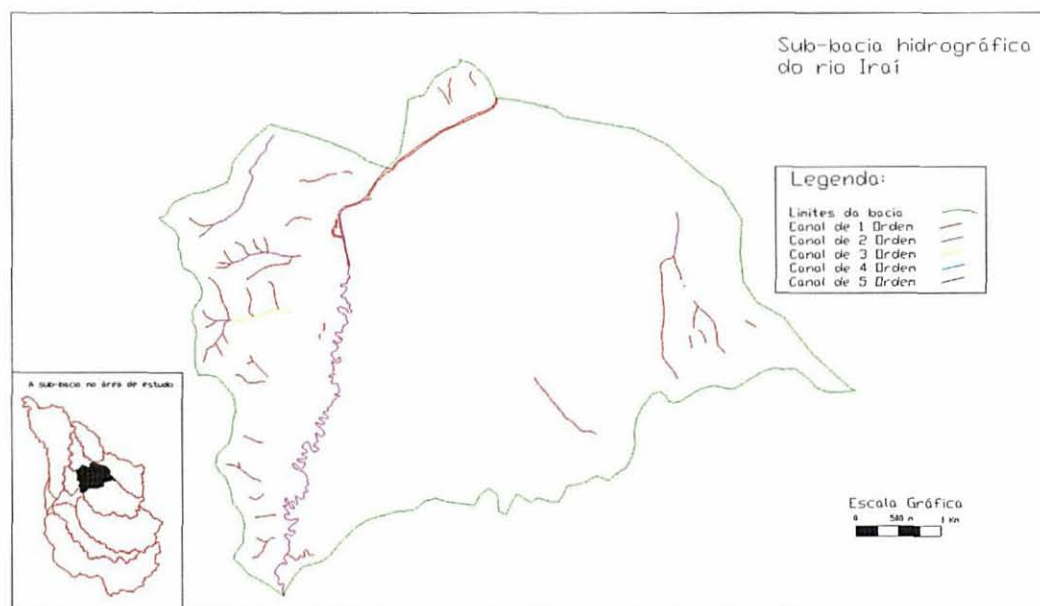 Sub-bacia hidrográfica
do rio Iraí
Legenda:
Limites da bacia
Canal de 1 Ordem
Canal de 2 Ordem
Canal de 3 Ordem
Canal de 4 Ordem
Canal de 5 Ordem
A sub-bacia na área de estudo
Escala Gráfica
0 500 m 1 Km